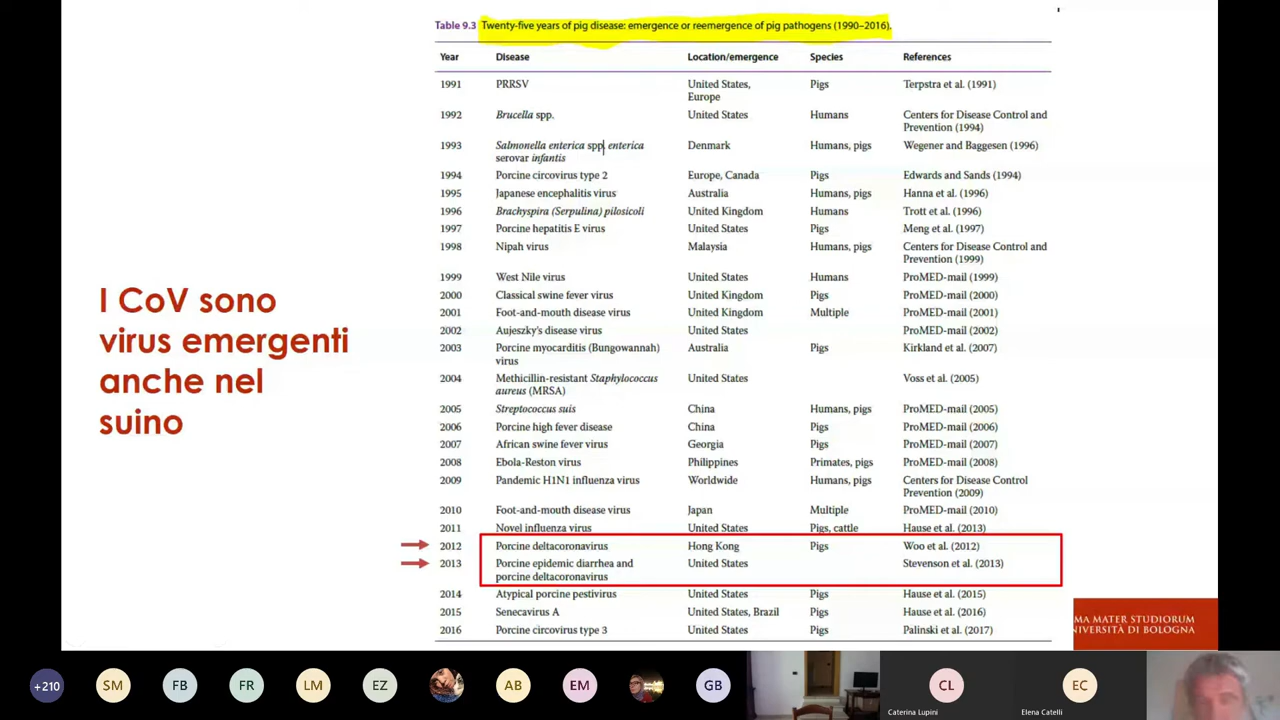 Table 9.3 Twenty-five years of pig disease: emergence or reemergence of pig pathogens (1990–2016).
Year Disease Location/emergence Species References
1991 PRRSV United States, Europe Pigs Terpstra et al. (1991)
1992 Brucella spp. United States Humans Centers for Disease Control and Prevention (1994)
1993 Salmonella enterica spp. enterica serovar infantis Denmark Humans, pigs Wegener and Baggesen (1996)
1994 Porcine circovirus type 2 Europe, Canada Pigs Edwards and Sands (1994)
1995 Japanese encephalitis virus Australia Humans, pigs Hanna et al. (1996)
1996 Brachyspira (Serpulina) pilosicoli United Kingdom Humans Trott et al. (1996)
1997 Porcine hepatitis E virus United States Pigs Meng et al. (1997)
1998 Nipah virus Malaysia Humans, pigs Centers for Disease Control and Prevention (1999)
1999 West Nile virus United States Humans ProMED-mail (1999)
2000 Classical swine fever virus United Kingdom Pigs ProMED-mail (2000)
2001 Foot-and-mouth disease virus United Kingdom Multiple ProMED-mail (2001)
2002 Aujeszky's disease virus United States ProMED-mail (2002)
2003 Porcine myocarditis (Bungowannah) virus Australia Pigs Kirkland et al. (2007)
2004 Methicillin-resistant Staphylococcus aureus (MRSA) United States Voss et al. (2005)
2005 Streptococcus suis China Humans, pigs ProMED-mail (2005)
2006 Porcine high fever disease China Pigs ProMED-mail (2006)
2007 African swine fever virus Georgia Pigs ProMED-mail (2007)
2008 Ebola-Reston virus Philippines Primates, pigs ProMED-mail (2008)
2009 Pandemic H1N1 influenza virus Worldwide Humans, pigs Centers for Disease Control Prevention (2009)
2010 Foot-and-mouth disease virus Japan Multiple ProMED-mail (2010)
2011 Novel influenza virus United States Pigs, cattle Hause et al. (2013)
2012 Porcine deltacoronavirus Hong Kong Pigs Woo et al. (2012)
2013 Porcine epidemic diarrhea and porcine deltacoronavirus United States Stevenson et al. (2013)
2014 Atypical porcine pestivirus United States Pigs Hause et al. (2015)
2015 Senecavirus A United States, Brazil Pigs Hause et al. (2016)
2016 Porcine circovirus type 3 United States Pigs Palinski et al. (2017)
I CoV sono
virus emergenti
anche nel
suino
MA MATER STUDIORUM
NIVERSITÀ DI BOLOGNA
+210 SM FB FR LM EZ AB EM GB CL EC
Caterina Lupini Elena Catelli